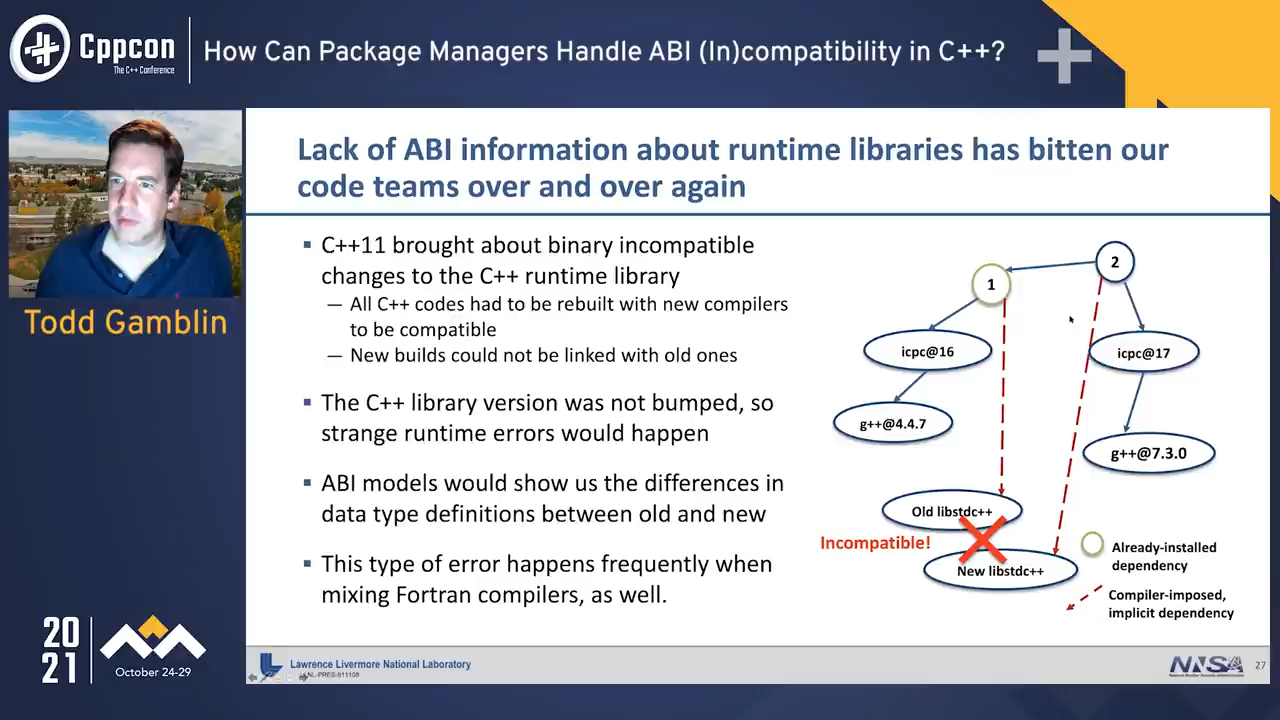 Cppcon
The C++ Conference
How Can Package Managers Handle ABI (In)compatibility in C++?
Todd Gamblin
Lack of ABI information about runtime libraries has bitten our
code teams over and over again
▪ C++11 brought about binary incompatible
changes to the C++ runtime library
— All C++ codes had to be rebuilt with new compilers
to be compatible
— New builds could not be linked with old ones
▪ The C++ library version was not bumped, so
strange runtime errors would happen
▪ ABI models would show us the differences in
data type definitions between old and new
▪ This type of error happens frequently when
mixing Fortran compilers, as well.
2
1
icpc@16
icpc@17
g++@4.4.7
g++@7.3.0
Old libstdc++
Incompatible!
New libstdc++
Already-installed
dependency
Compiler-imposed,
implicit dependency
20
21
October 24-29
Lawrence Livermore National Laboratory
NNSA
27